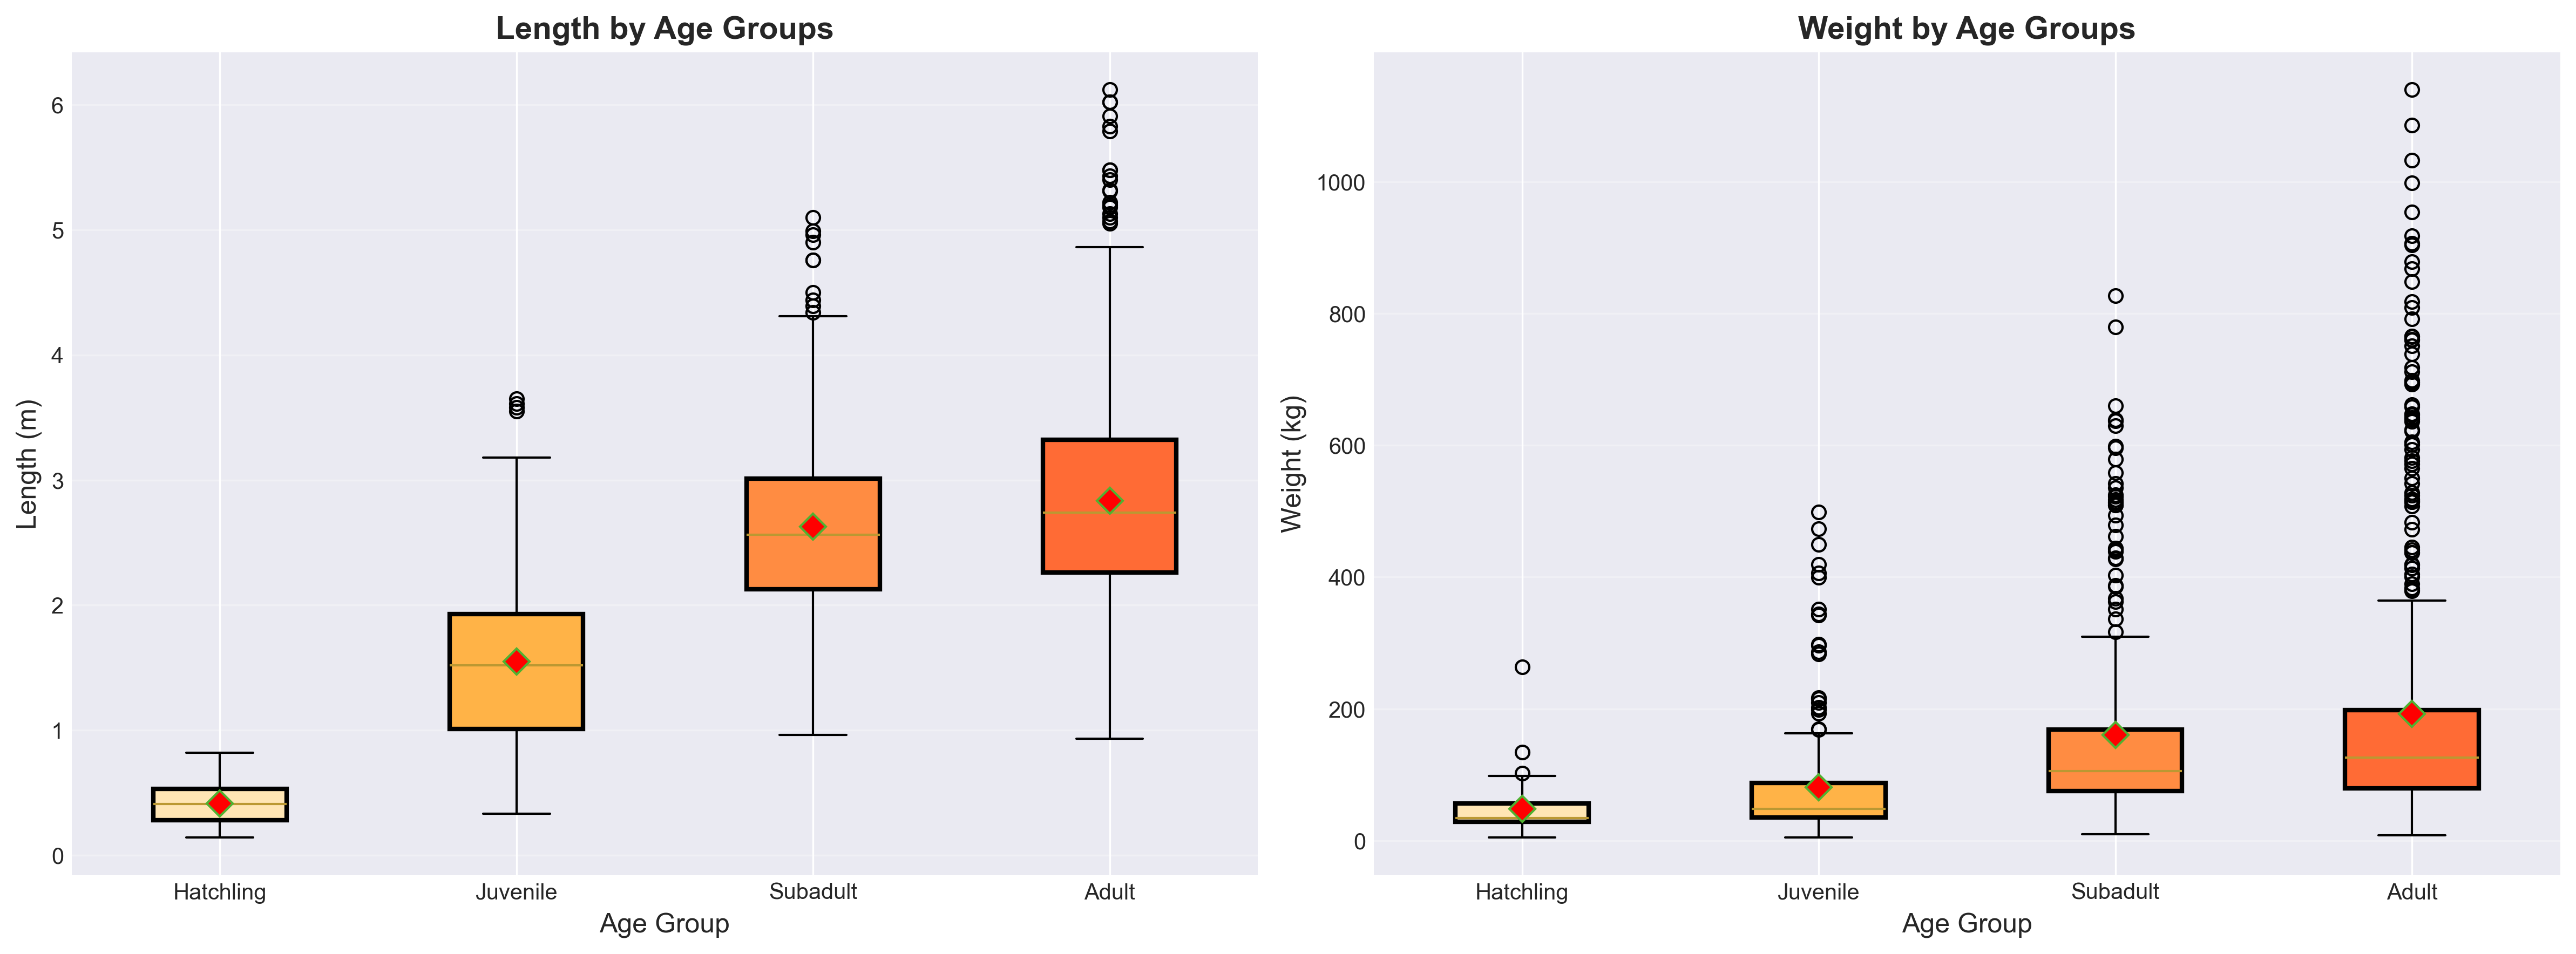 Length by Age Groups
Length (m)
6
5
4
3
2
1
0
Hatchling Juvenile Subadult Adult
Age Group
Weight by Age Groups
Weight (kg)
1000
800
600
400
200
0
Hatchling Juvenile Subadult Adult
Age Group